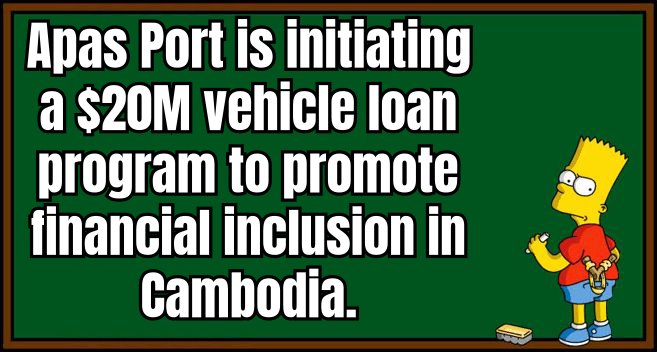 Apas Port is initiating
a $20M vehicle loan
program to promote
financial inclusion in
Cambodia.